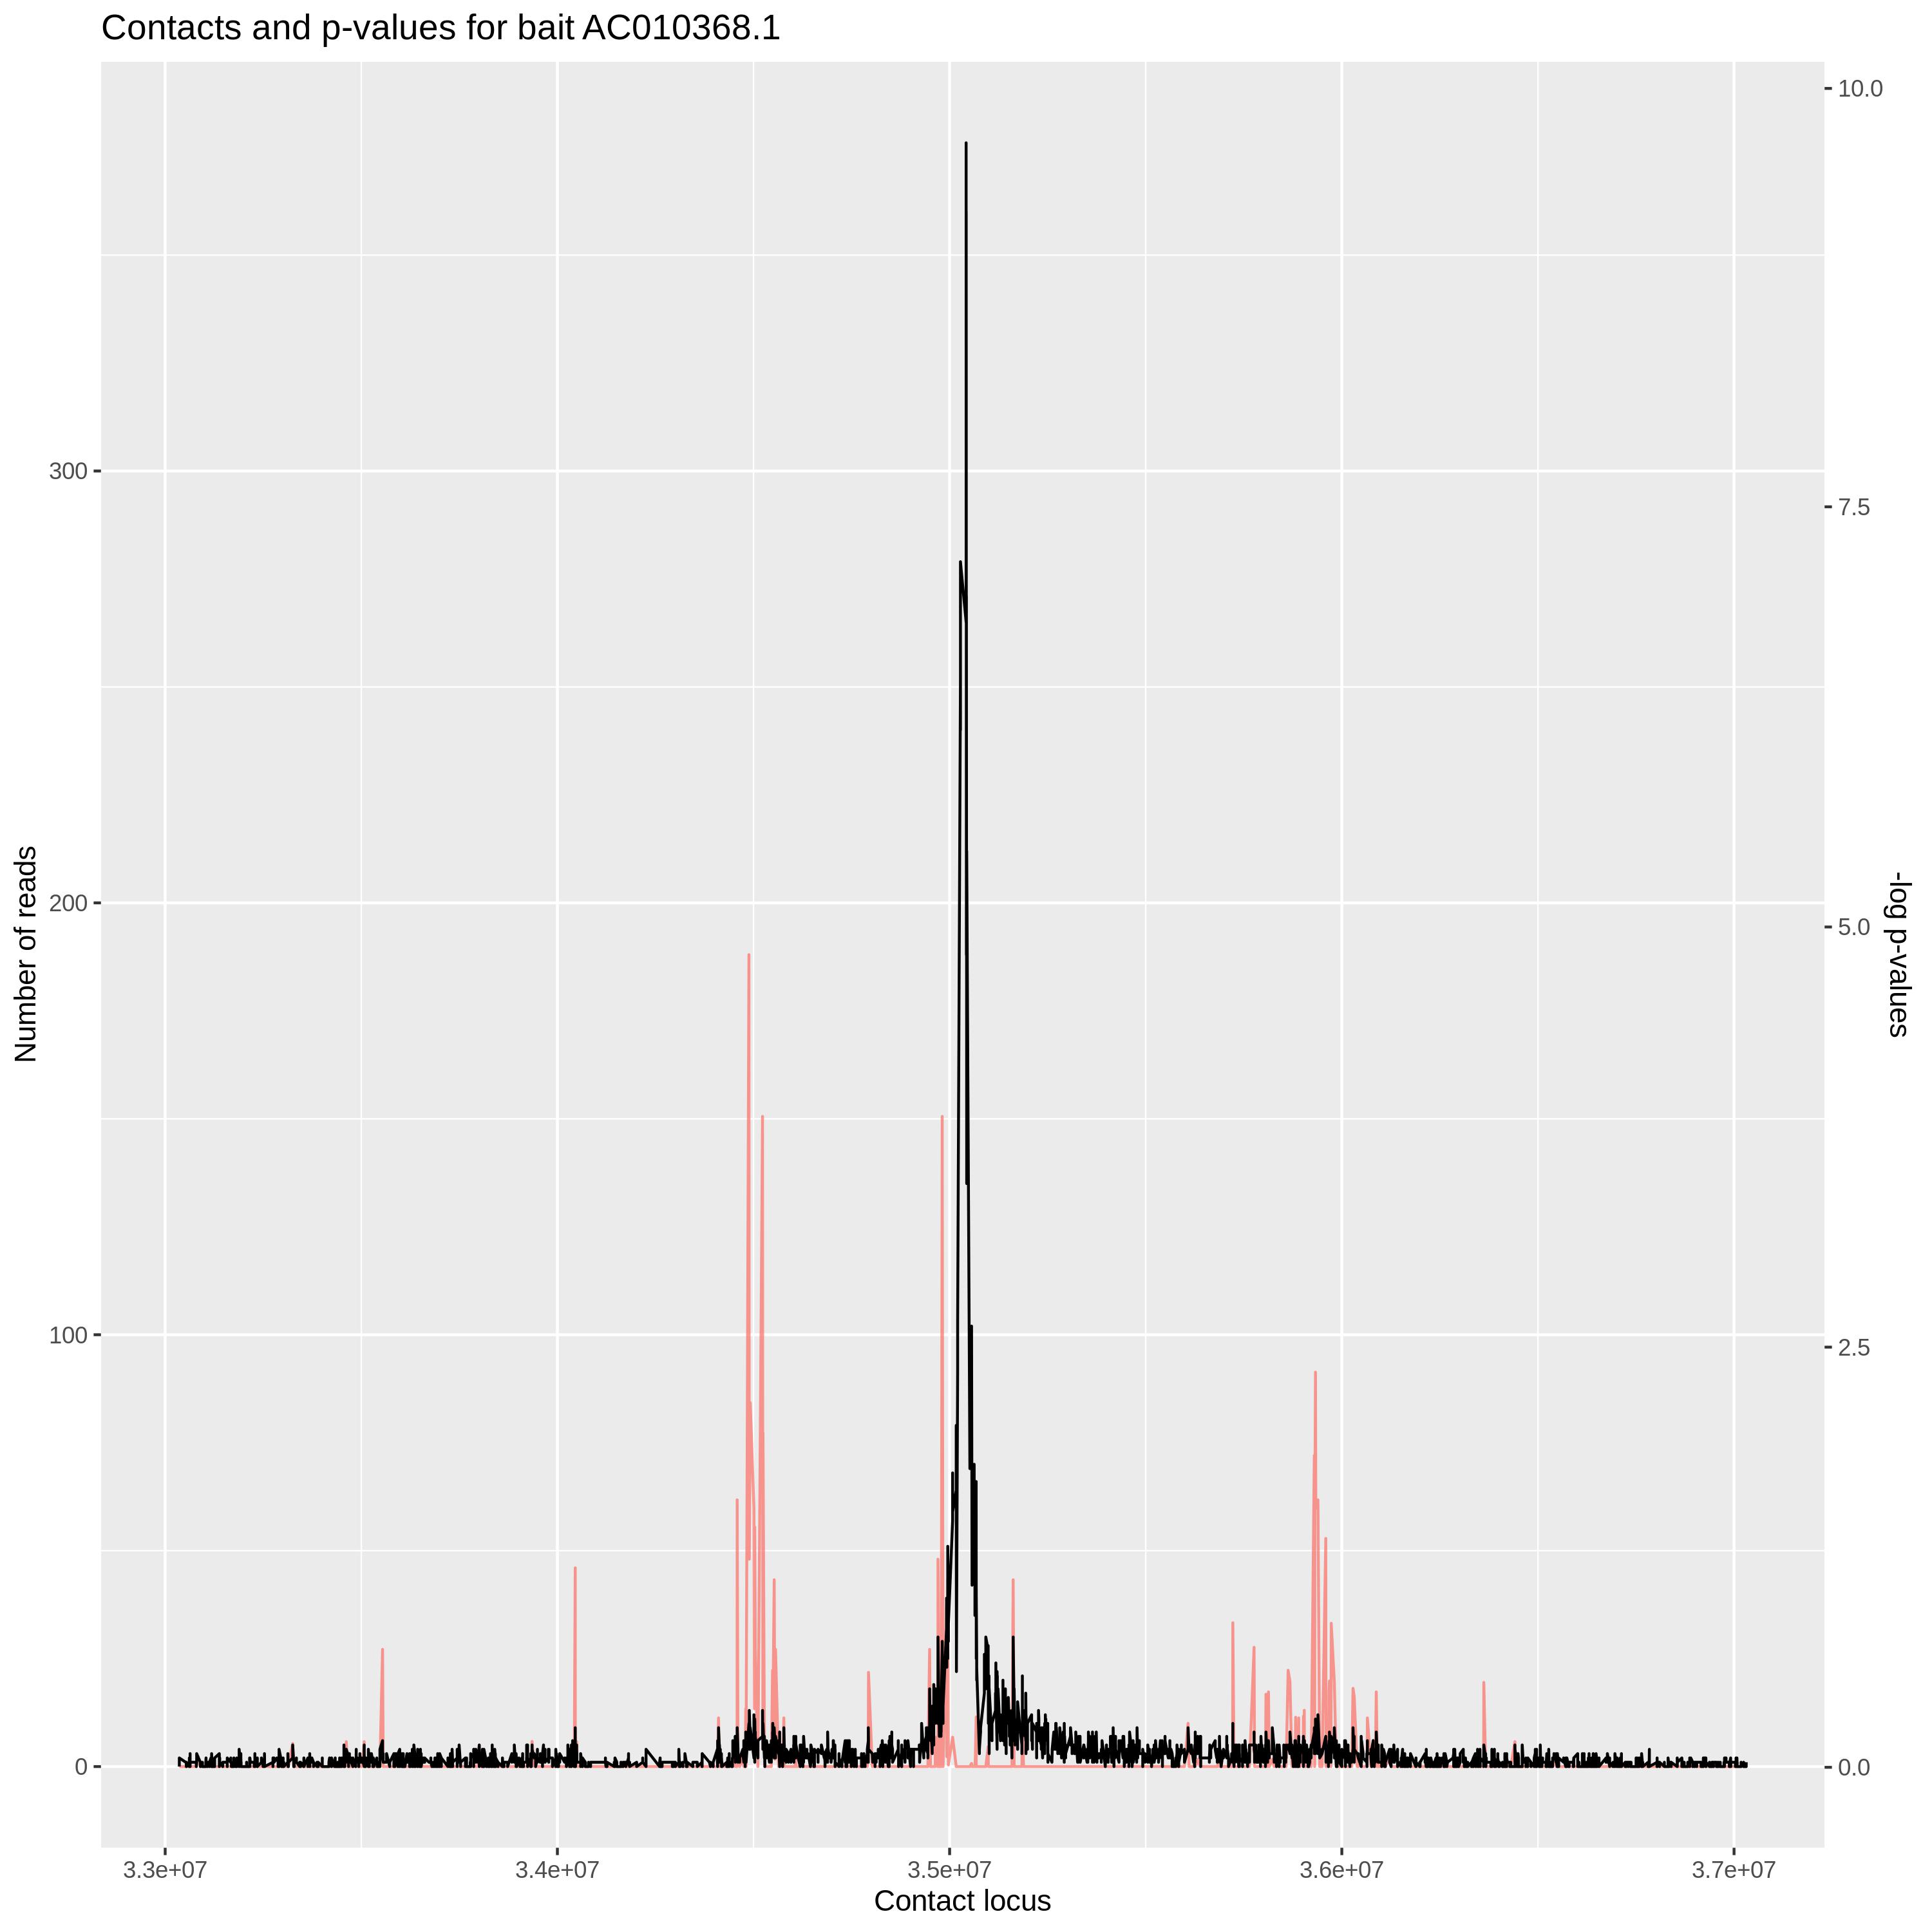 Contacts and p-values for bait AC010368.1
10.0
7.5
5.0
2.5
0.0
300
200
100
0
Number of reads
-log p-values
3.3e+07
3.4e+07
3.5e+07
3.6e+07
3.7e+07
Contact locus